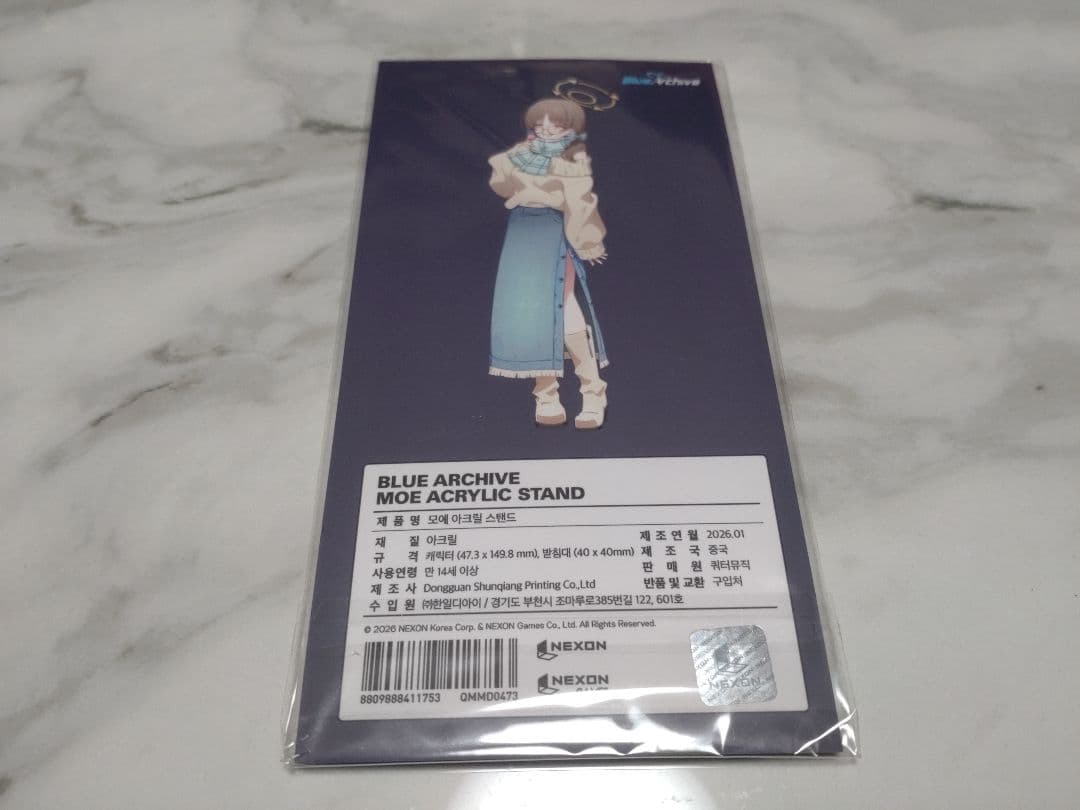 Blue Archive
BLUE ARCHIVE
MOE ACRYLIC STAND
제 품 명 모에 아크릴 스탠드
재 질 아크릴 제 조 연 월 2026.01
규 격 캐릭터 (47.3 x 149.8 mm), 받침대 (40 x 40mm) 제 조 국 중국
사용연령 만 14세 이상 판 매 원 쿼터뮤직
제 조 사 Dongguan Shunqiang Printing Co.,Ltd 반품 및 교환 구입처
수 입 원 ㈜한일디아이 / 경기도 부천시 조마루로385번길 122, 601호
© 2026 NEXON Korea Corp. & NEXON Games Co., Ltd. All Rights Reserved.
NEXON
NEXON
GAMES
8809888411753 QMMD0473
NEXON